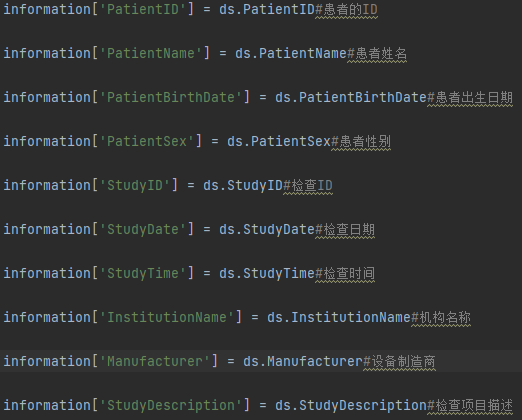 information['PatientID'] = ds.PatientID#患者的ID
information['PatientName'] = ds.PatientName#患者姓名
information['PatientBirthDate'] = ds.PatientBirthDate#患者出生日期
information['PatientSex'] = ds.PatientSex#患者性别
information['StudyID'] = ds.StudyID#检查ID
information['StudyDate'] = ds.StudyDate#检查日期
information['StudyTime'] = ds.StudyTime#检查时间
information['InstitutionName'] = ds.InstitutionName#机构名称
information['Manufacturer'] = ds.Manufacturer#设备制造商
information['StudyDescription'] = ds.StudyDescription#检查项目描述